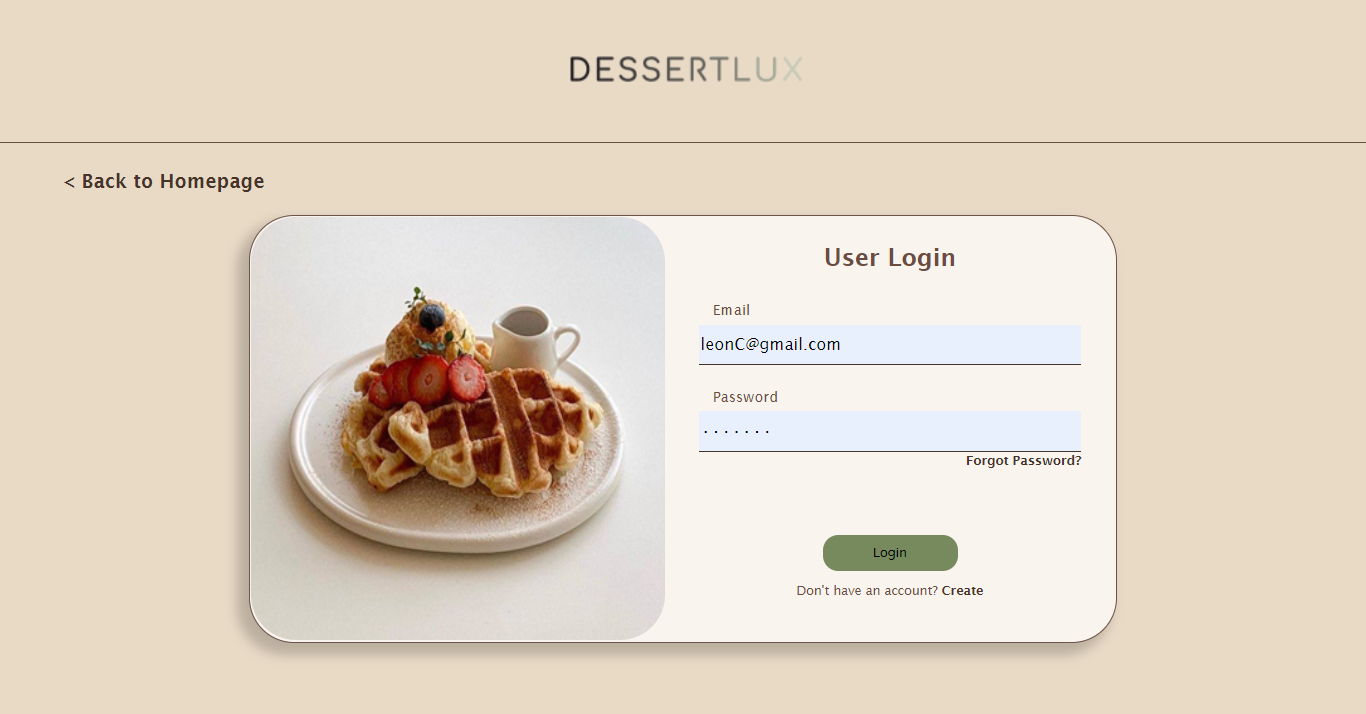 DESSERTLUX
< Back to Homepage
User Login
Email
leonC@gmail.com
Password
.......
Forgot Password?
Login
Don't have an account? Create